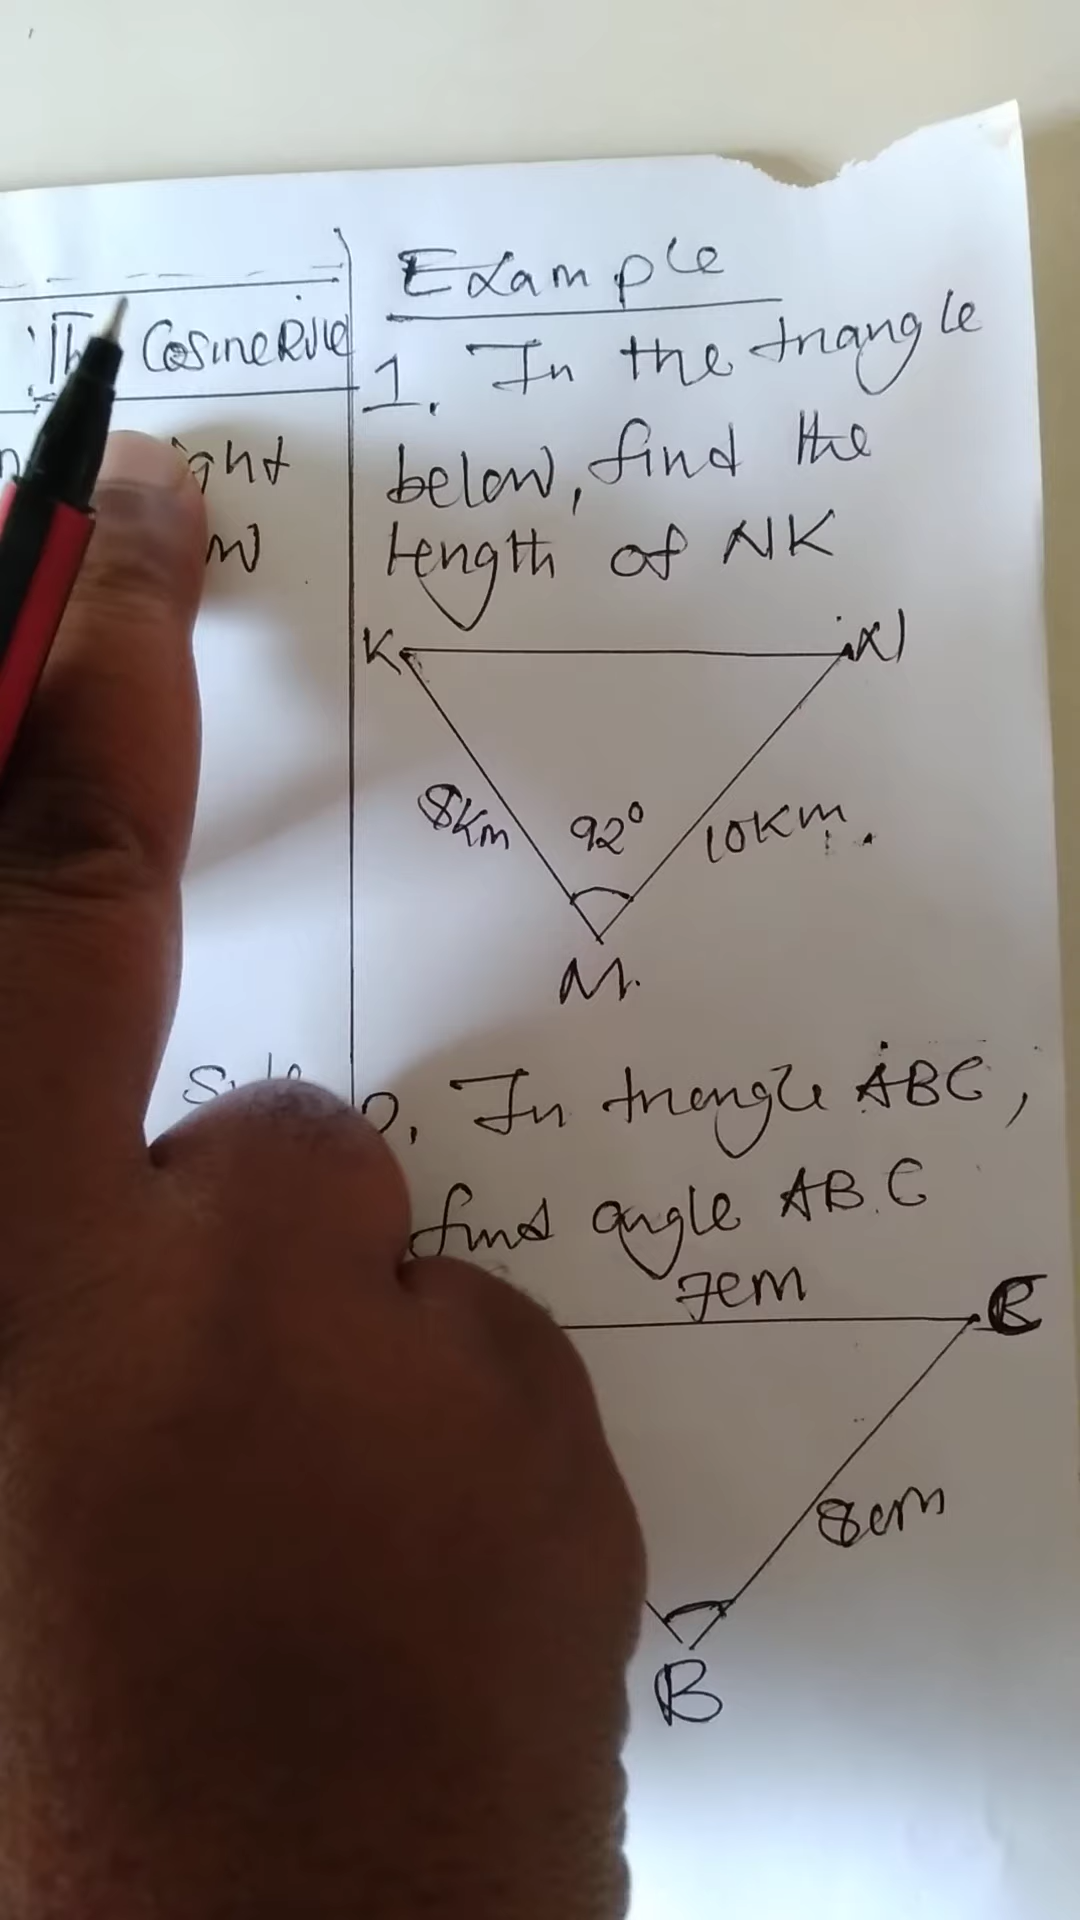 The Cosine Rule
Example
1. In the triangle
below, find the
length of NK
K N
8Km 92° 10Km
M
In triangle ABC,
find angle ABC
7cm
C
8cm
B